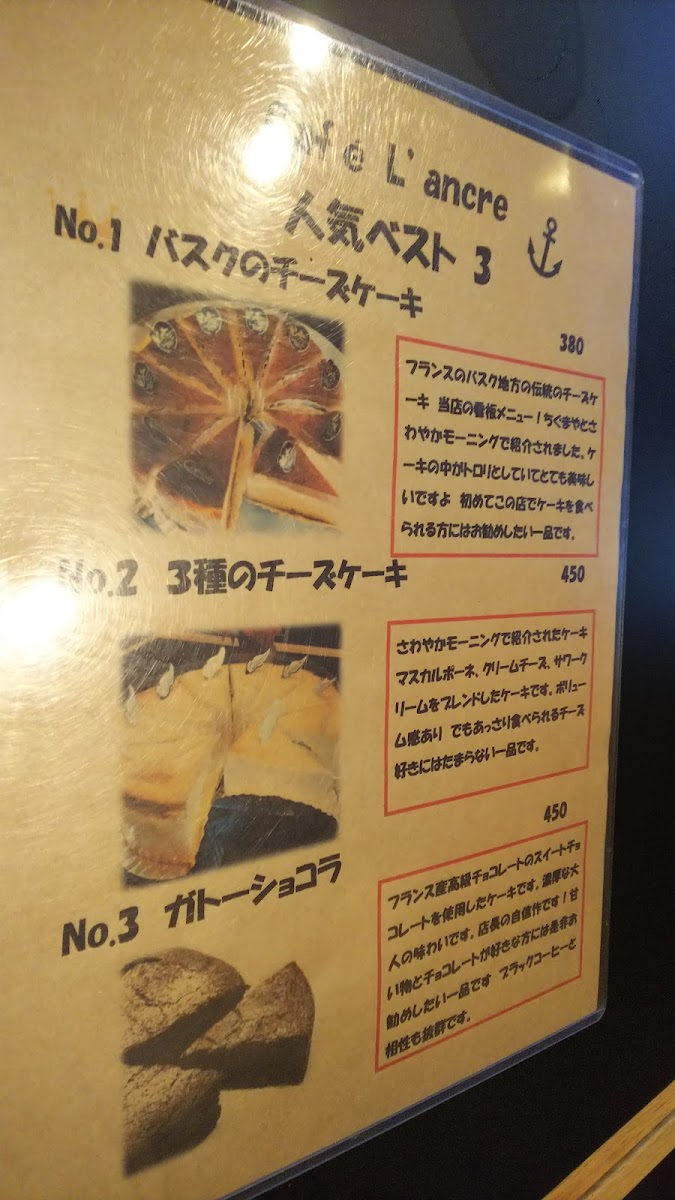 Café L'ancre
人気ベスト 3
No.1 バスクのチーズケーキ
380
フランスのバスク地方の伝統のチーズケ
ーキ 当店の看板メニュー！ちぐまやとさ
わやかモーニングで紹介されました。ケ
ーキの中がトロリとしていてとても美味し
いですよ 初めてこの店でケーキを食べ
られる方にはお勧めしたい一品です。
No.2 3種のチーズケーキ
450
さわやかモーニングで紹介されたケーキ
マスカルポーネ、クリームチーズ、サワーク
リームをブレンドしたケーキです。ボリュー
ム感あり でもあっさり食べられるチーズ
好きにはたまらない一品です。
No.3 ガトーショコラ
450
フランス産高級チョコレートのスイートチョ
コレートを使用したケーキです。濃厚な大
人の味わいです。店長の自信作です！甘
い物とチョコレートが好きな方には是非お
勧めしたい一品です ブラックコーヒーと
相性も抜群です。